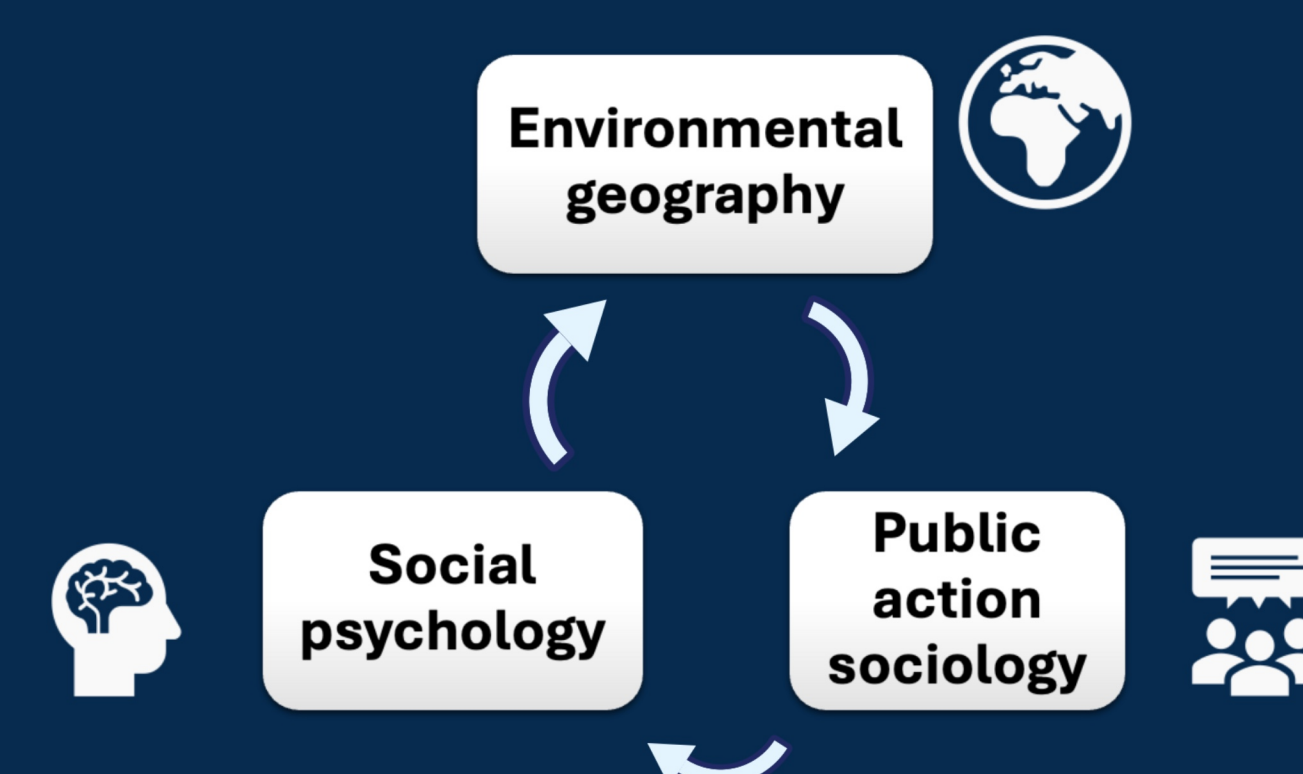 Environmental
geography
Social
psychology
Public
action
sociology